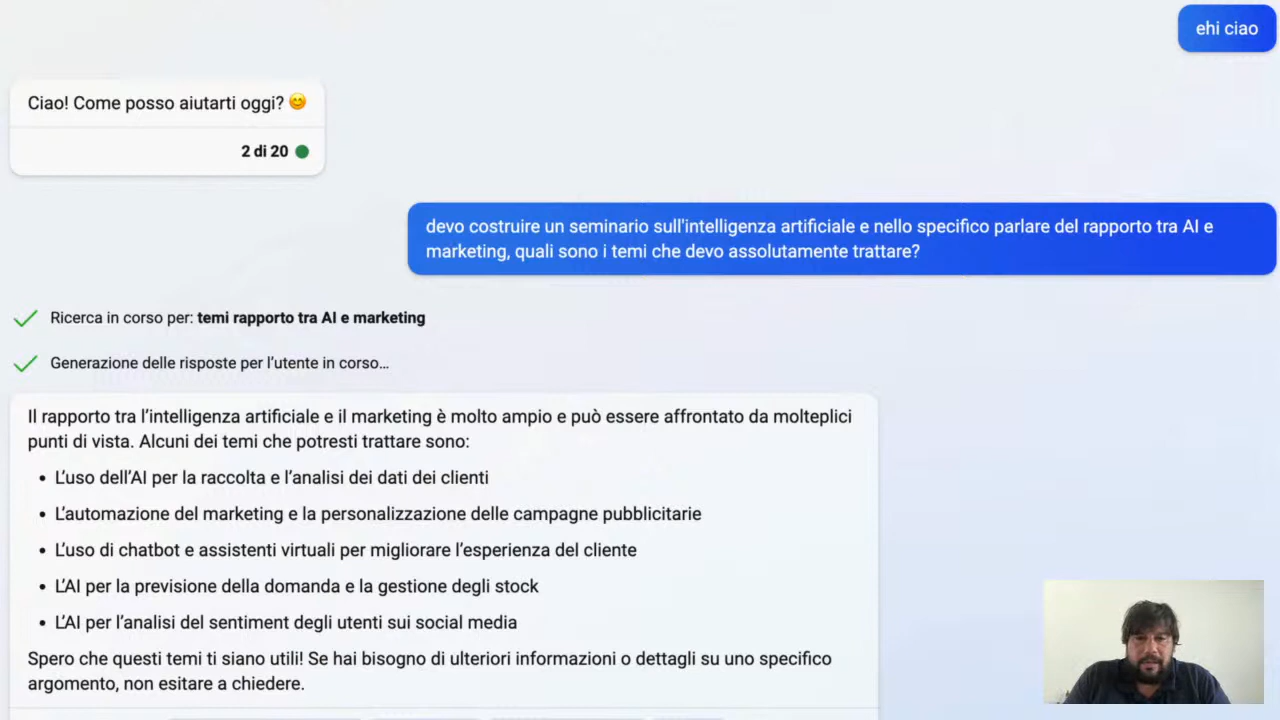 ehi ciao
Ciao! Come posso aiutarti oggi? 😊
2 di 20
devo costruire un seminario sull'intelligenza artificiale e nello specifico parlare del rapporto tra AI e
marketing, quali sono i temi che devo assolutamente trattare?
Ricerca in corso per: temi rapporto tra AI e marketing
Generazione delle risposte per l’utente in corso…
Il rapporto tra l’intelligenza artificiale e il marketing è molto ampio e può essere affrontato da molteplici
punti di vista. Alcuni dei temi che potresti trattare sono:
• L’uso dell’AI per la raccolta e l’analisi dei dati dei clienti
• L’automazione del marketing e la personalizzazione delle campagne pubblicitarie
• L’uso di chatbot e assistenti virtuali per migliorare l’esperienza del cliente
• L’AI per la previsione della domanda e la gestione degli stock
• L’AI per l’analisi del sentiment degli utenti sui social media
Spero che questi temi ti siano utili! Se hai bisogno di ulteriori informazioni o dettagli su uno specifico
argomento, non esitare a chiedere.